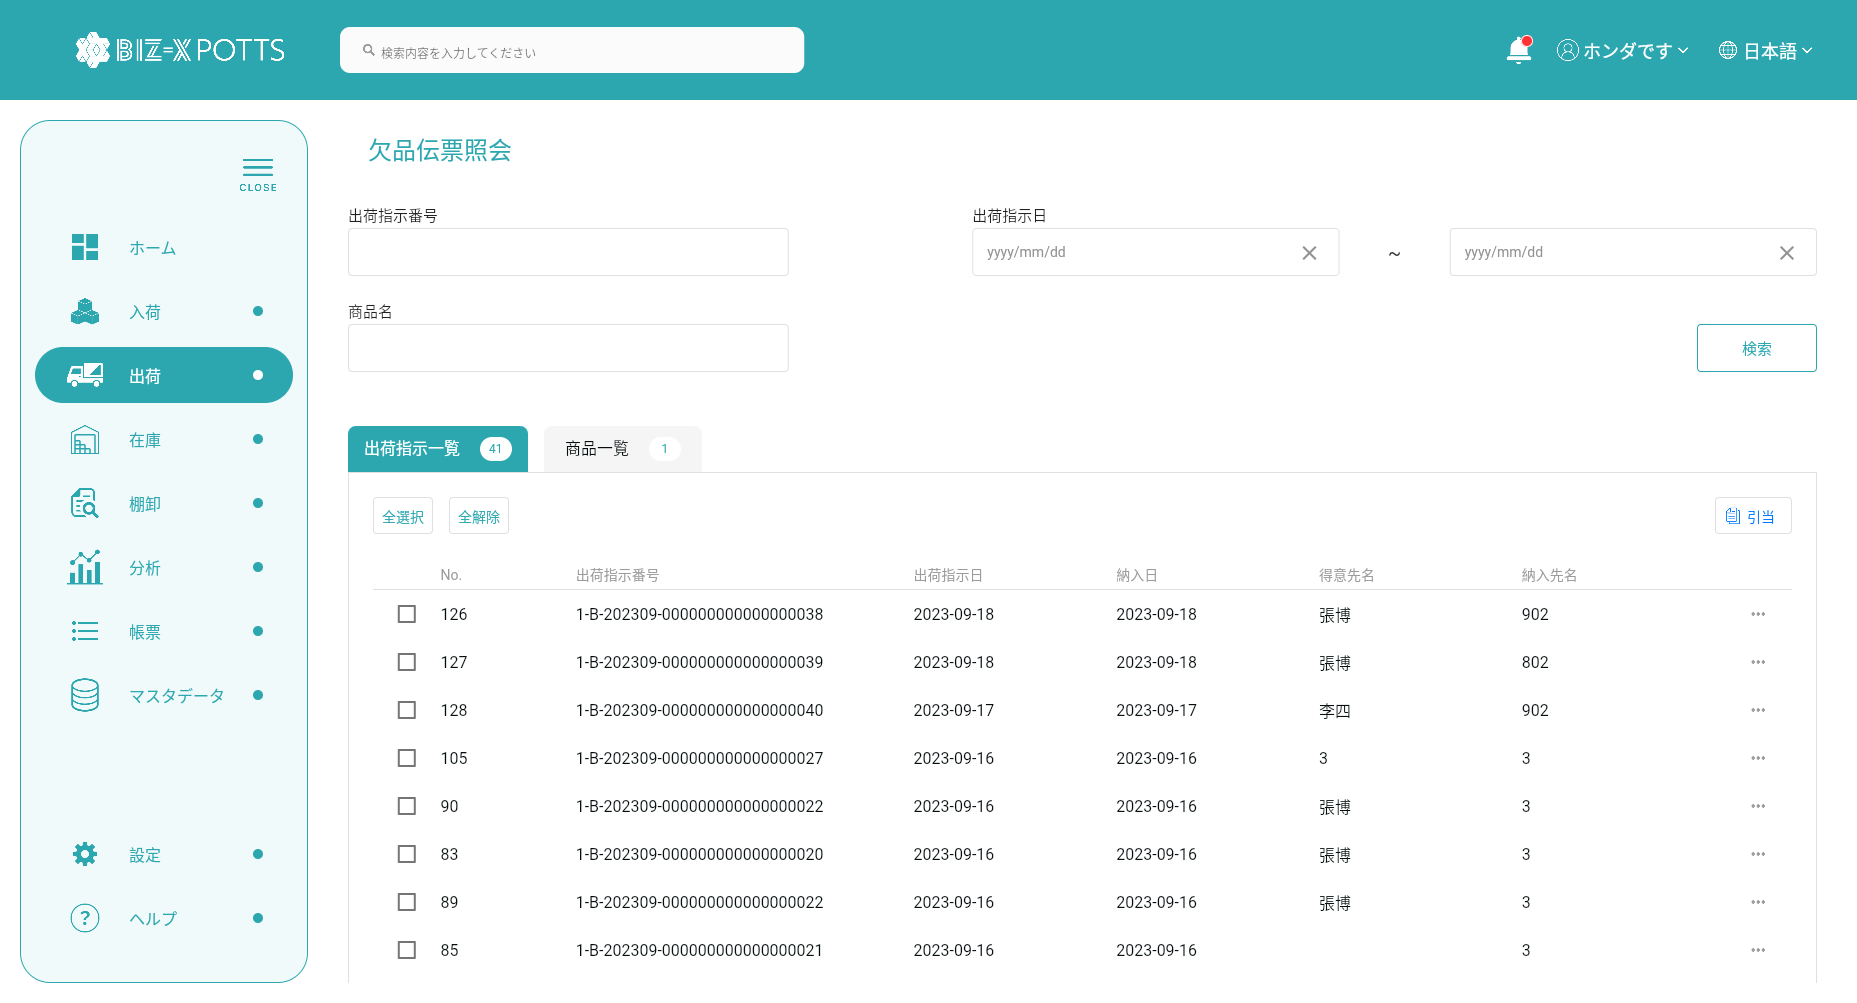 BIZ-X POTTS
検索内容を入力してください
ホンダです
日本語
CLOSE
ホーム
入荷
出荷
在庫
棚卸
分析
帳票
マスタデータ
設定
ヘルプ
欠品伝票照会
出荷指示番号
出荷指示日
yyyy/mm/dd ~ yyyy/mm/dd
商品名
検索
出荷指示一覧 41 商品一覧 1
全選択 全解除 引当
No. 出荷指示番号 出荷指示日 納入日 得意先名 納入先名
126 1-B-202309-000000000000000038 2023-09-18 2023-09-18 張博 902
127 1-B-202309-000000000000000039 2023-09-18 2023-09-18 張博 802
128 1-B-202309-000000000000000040 2023-09-17 2023-09-17 李四 902
105 1-B-202309-000000000000000027 2023-09-16 2023-09-16 3 3
90 1-B-202309-000000000000000022 2023-09-16 2023-09-16 張博 3
83 1-B-202309-000000000000000020 2023-09-16 2023-09-16 張博 3
89 1-B-202309-000000000000000022 2023-09-16 2023-09-16 張博 3
85 1-B-202309-000000000000000021 2023-09-16 2023-09-16 3